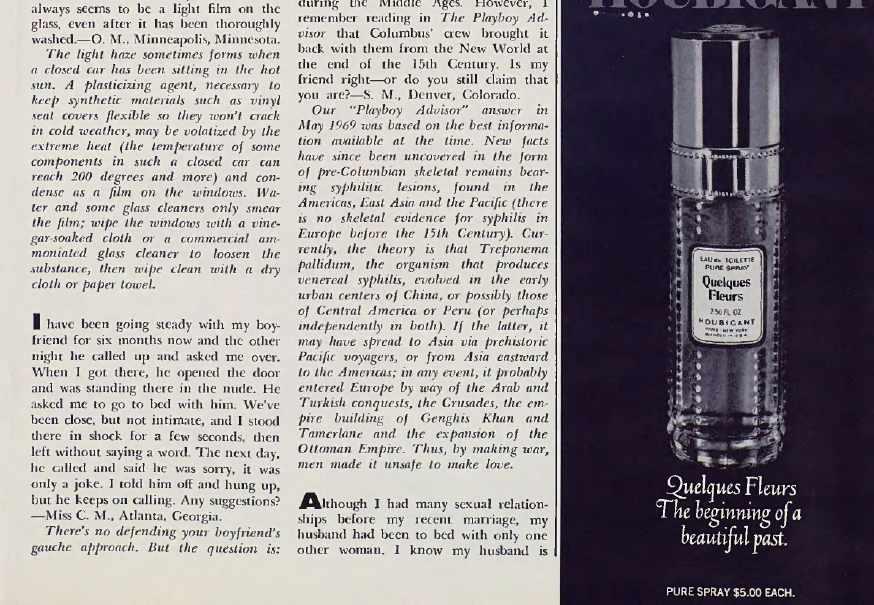 always seems to be a light film on the
glass, even after it has been thoroughly
washed.—O. M., Minneapolis, Minnesota.
The light haze sometimes forms when
a closed car has been sitting in the hot
sun. A plasticizing agent, necessary to
keep synthetic materials such as vinyl
seat covers flexible so they won't crack
in cold weather, may be volatized by the
extreme heat (the temperature of some
components in such a closed car can
reach 200 degrees and more) and con-
dense as a film on the windows. Wa-
ter and some glass cleaners only smear
the film; wipe the windows with a vine-
gar-soaked cloth or a commercial am-
moniated glass cleaner to loosen the
substance, then wipe clean with a dry
cloth or paper towel.
I have been going steady with my boy-
friend for six months now and the other
night he called up and asked me over.
When I got there, he opened the door
and was standing there in the nude. He
asked me to go to bed with him. We've
been close, but not intimate, and I stood
there in shock for a few seconds, then
left without saying a word. The next day,
he called and said he was sorry, it was
only a joke. I told him off and hung up,
but he keeps on calling. Any suggestions?
—Miss C. M., Atlanta, Georgia.
There's no defending your boyfriend's
gauche approach. But the question is:
during the Middle Ages. However, I
remember reading in The Playboy Ad-
visor that Columbus' crew brought it
back with them from the New World at
the end of the 15th Century. Is my
friend right—or do you still claim that
you are?—S. M., Denver, Colorado.
Our "Playboy Advisor" answer in
May 1969 was based on the best informa-
tion available at the time. New facts
have since been uncovered in the form
of pre-Columbian skeletal remains bear-
ing syphilitic lesions, found in the
Americas, East Asia and the Pacific (there
is no skeletal evidence for syphilis in
Europe before the 15th Century). Cur-
rently, the theory is that Treponema
pallidum, the organism that produces
venereal syphilis, evolved in the early
urban centers of China, or possibly those
of Central America or Peru (or perhaps
independently in both). If the latter, it
may have spread to Asia via prehistoric
Pacific voyagers, or from Asia eastward
to the Americas; in any event, it probably
entered Europe by way of the Arab and
Turkish conquests, the Crusades, the em-
pire building of Genghis Khan and
Tamerlane and the expansion of the
Ottoman Empire. Thus, by making war,
men made it unsafe to make love.
Although I had many sexual relation-
ships before my recent marriage, my
husband had been to bed with only one
other woman. I know my husband is
HOUBIGANT
EAU de TOILETTE
PURE SPRAY
Quelques
Fleurs
2.50 FL. OZ.
HOUBIGANT
Quelques Fleurs
The beginning of a
beautiful past.
PURE SPRAY $5.00 EACH.